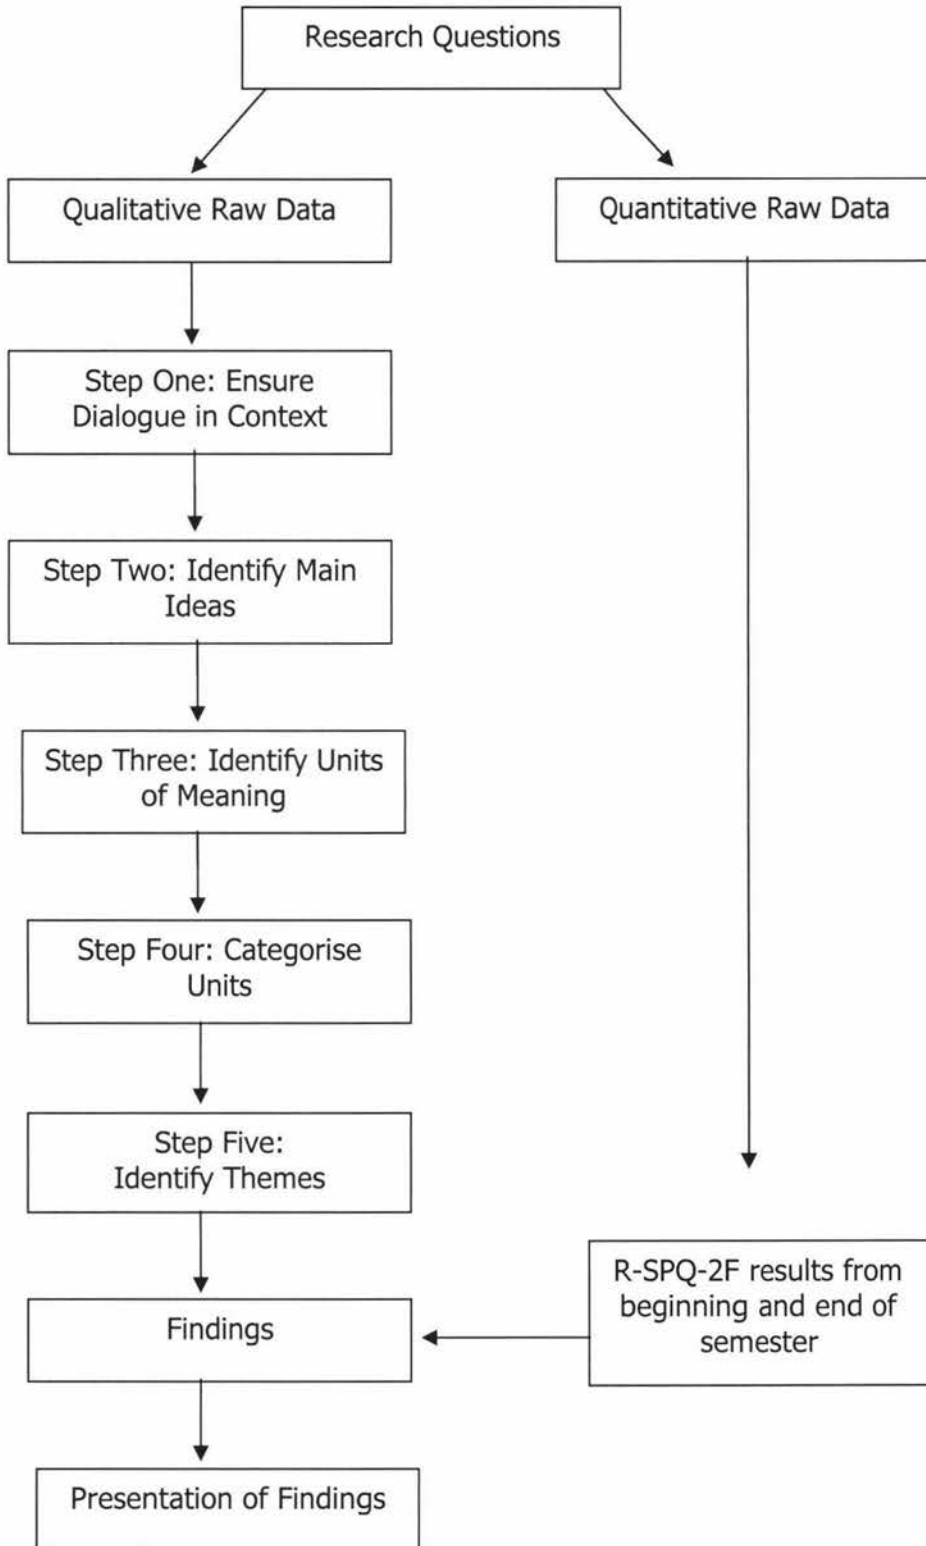 Research Questions
Qualitative Raw Data
Quantitative Raw Data
Step One: Ensure
Dialogue in Context
Step Two: Identify Main
Ideas
Step Three: Identify Units
of Meaning
Step Four: Categorise
Units
Step Five:
Identify Themes
R-SPQ-2F results from
beginning and end of
semester
Findings
Presentation of Findings